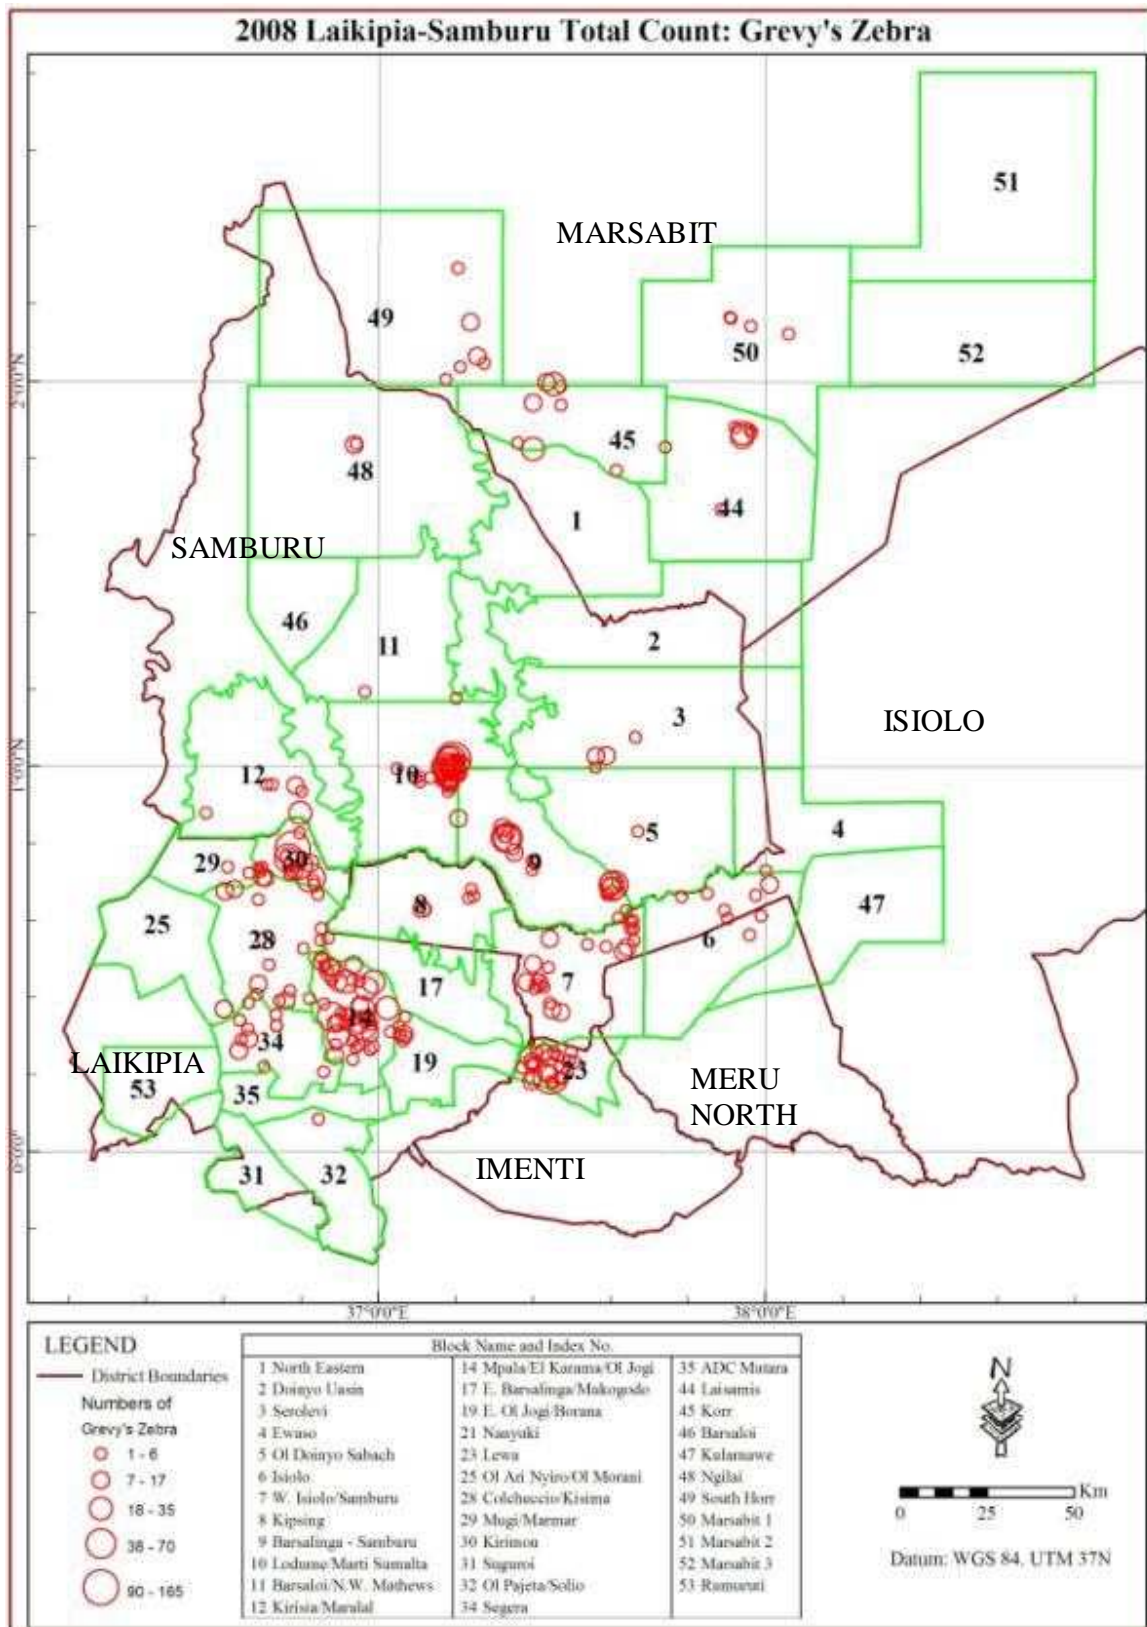 2008 Laikipia-Samburu Total Count: Grevy's Zebra
51
MARSABIT
49
50
52
2°0'0"N
45
48
44
1
SAMBURU
46
11
2
3
ISIOLO
1°0'0"N
12
10
5
4
29
30
9
8
25
47
28
6
17
7
14
34
19
23
LAIKIPIA
53
35
MERU
NORTH
0°0'0"
31
32
IMENTI
37°0'0"E
38°0'0"E
LEGEND
District Boundaries
Numbers of
Grevy's Zebra
1 - 6
7 - 17
18 - 35
38 - 70
90 - 165
Block Name and Index No.
1 North Eastern
2 Doinyo Uasin
3 Serolevi
4 Ewaso
5 Ol Doinyo Sabach
6 Isiolo
7 W. Isiolo/Samburu
8 Kipsing
9 Barsalinga - Samburu
10 Lodume/Marti Sumalta
11 Barsaloi/N.W. Mathews
12 Kirisia/Maralal
14 Mpala/El Karama/Ol Jogi
17 E. Barsalinga/Makogodo
19 E. Ol Jogi/Borana
21 Nanyuki
23 Lewa
25 Ol Ari Nyiro/Ol Morani
28 Colcheccio/Kisima
29 Mugi/Marmar
30 Kirimon
31 Suguroi
32 Ol Pajeta/Solio
34 Segera
35 ADC Mutara
44 Laisamis
45 Korr
46 Barsaloi
47 Kulamawe
48 Ngilai
49 South Horr
50 Marsabit 1
51 Marsabit 2
52 Marsabit 3
53 Rumuruti
N
Km
0 25 50
Datum: WGS 84, UTM 37N